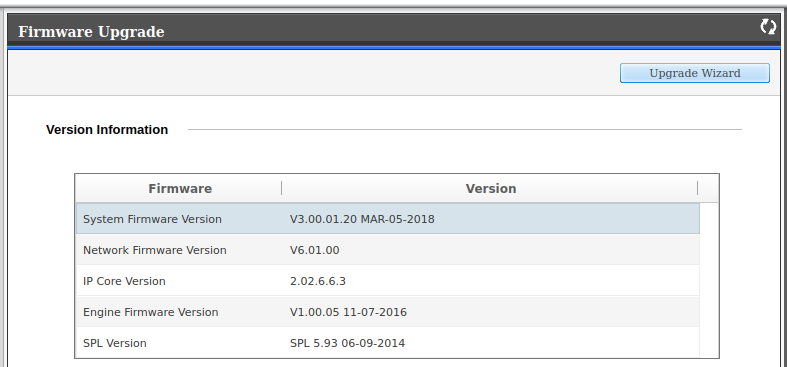 Firmware Upgrade
Upgrade Wizard
Version Information
Firmware Version
System Firmware Version V3.00.01.20 MAR-05-2018
Network Firmware Version V6.01.00
IP Core Version 2.02.6.6.3
Engine Firmware Version V1.00.05 11-07-2016
SPL Version SPL 5.93 06-09-2014